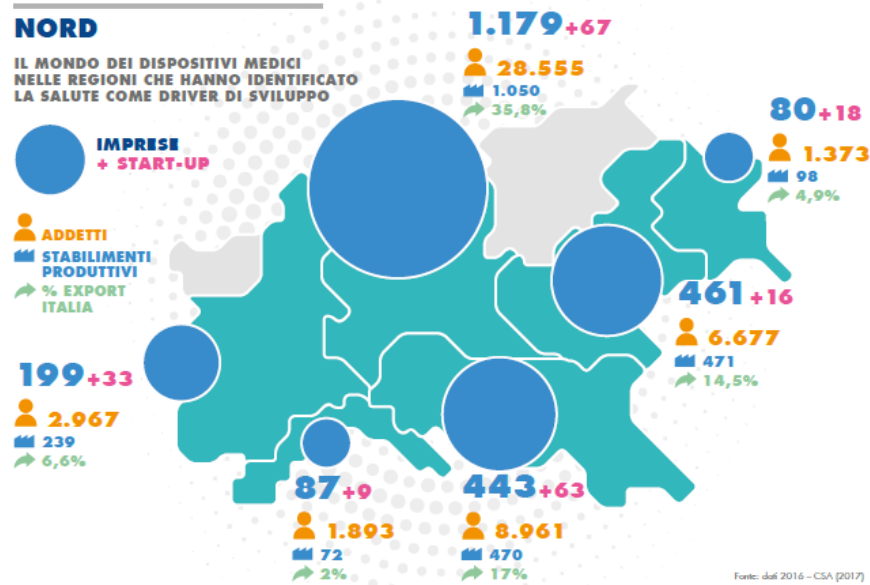 NORD
IL MONDO DEI DISPOSITIVI MEDICI
NELLE REGIONI CHE HANNO IDENTIFICATO
LA SALUTE COME DRIVER DI SVILUPPO
IMPRESE
+ START-UP
ADDETTI
STABILIMENTI
PRODUTTIVI
% EXPORT
ITALIA
1.179+67
28.555
1.050
35,8%
80+18
1.373
98
4,9%
461+16
6.677
471
14,5%
199+33
2.967
239
6,6%
87+9
1.893
72
2%
443+63
8.961
470
17%
Fonte: dati 2016 – CSA (2017)